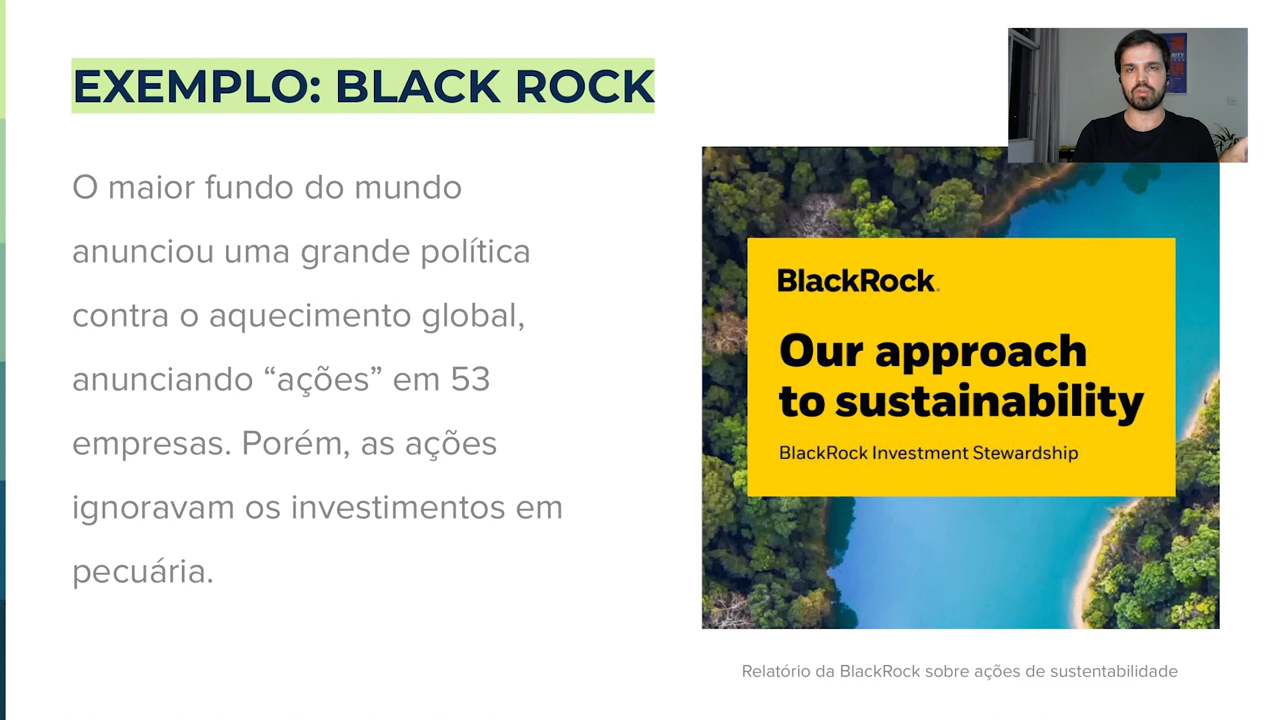 EXEMPLO: BLACK ROCK
O maior fundo do mundo
anunciou uma grande política
contra o aquecimento global,
anunciando “ações” em 53
empresas. Porém, as ações
ignoravam os investimentos em
pecuária.
BlackRock.
Our approach
to sustainability
BlackRock Investment Stewardship
Relatório da BlackRock sobre ações de sustentabilidade